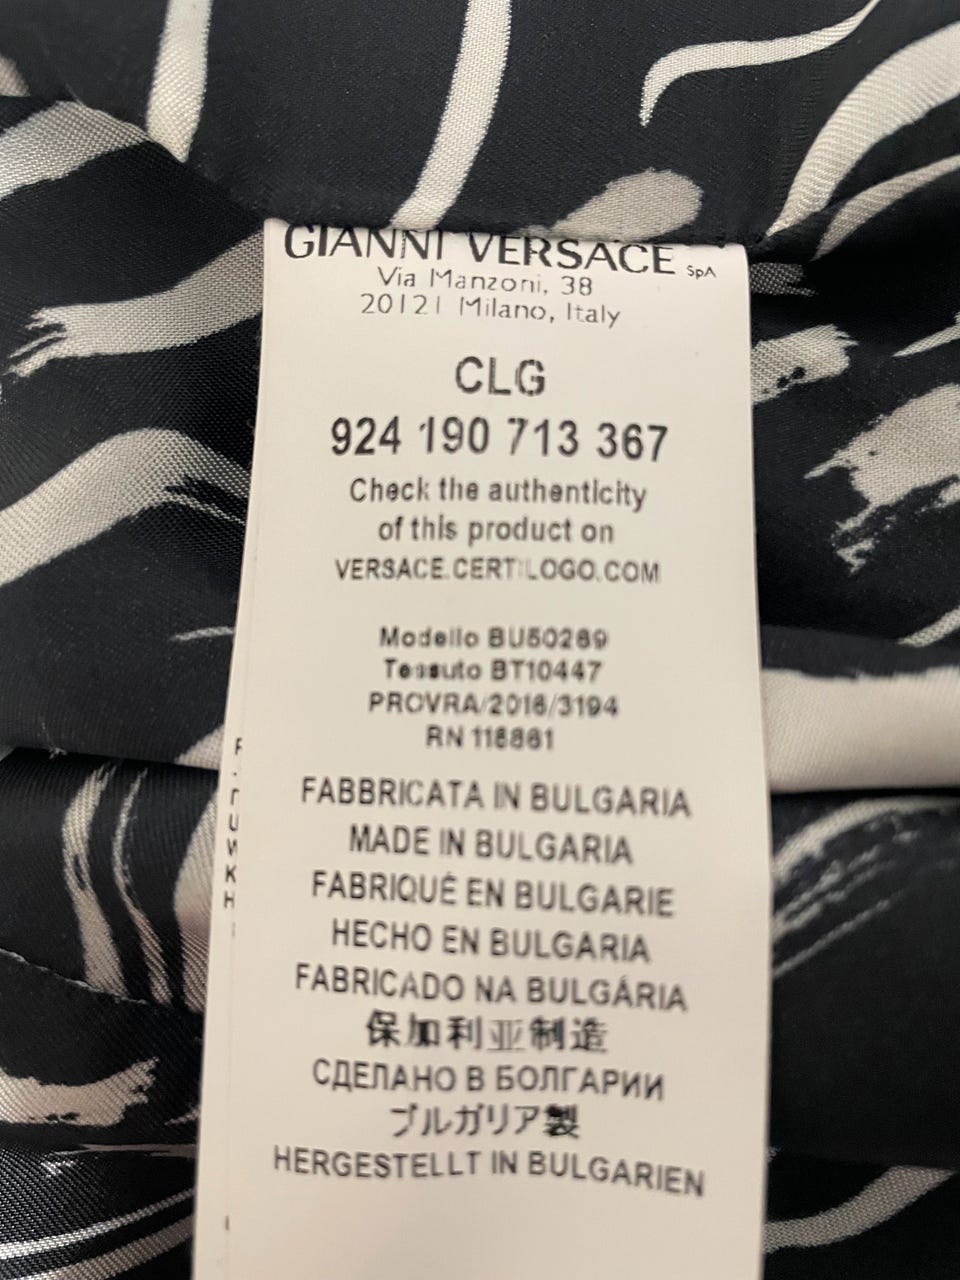 GIANNI VERSACE SpA
Via Manzoni, 38
20121 Milano, Italy
CLG
924 190 713 367
Check the authenticity
of this product on
VERSACE.CERTILOGO.COM
Modello BU50289
Tessuto BT10447
PROVRA/2016/3194
RN 116861
FABBRICATA IN BULGARIA
MADE IN BULGARIA
FABRIQUÉ EN BULGARIE
HECHO EN BULGARIA
FABRICADO NA BULGÁRIA
保加利亚制造
СДЕЛАНО В БОЛГАРИИ
ブルガリア製
HERGESTELLT IN BULGARIEN